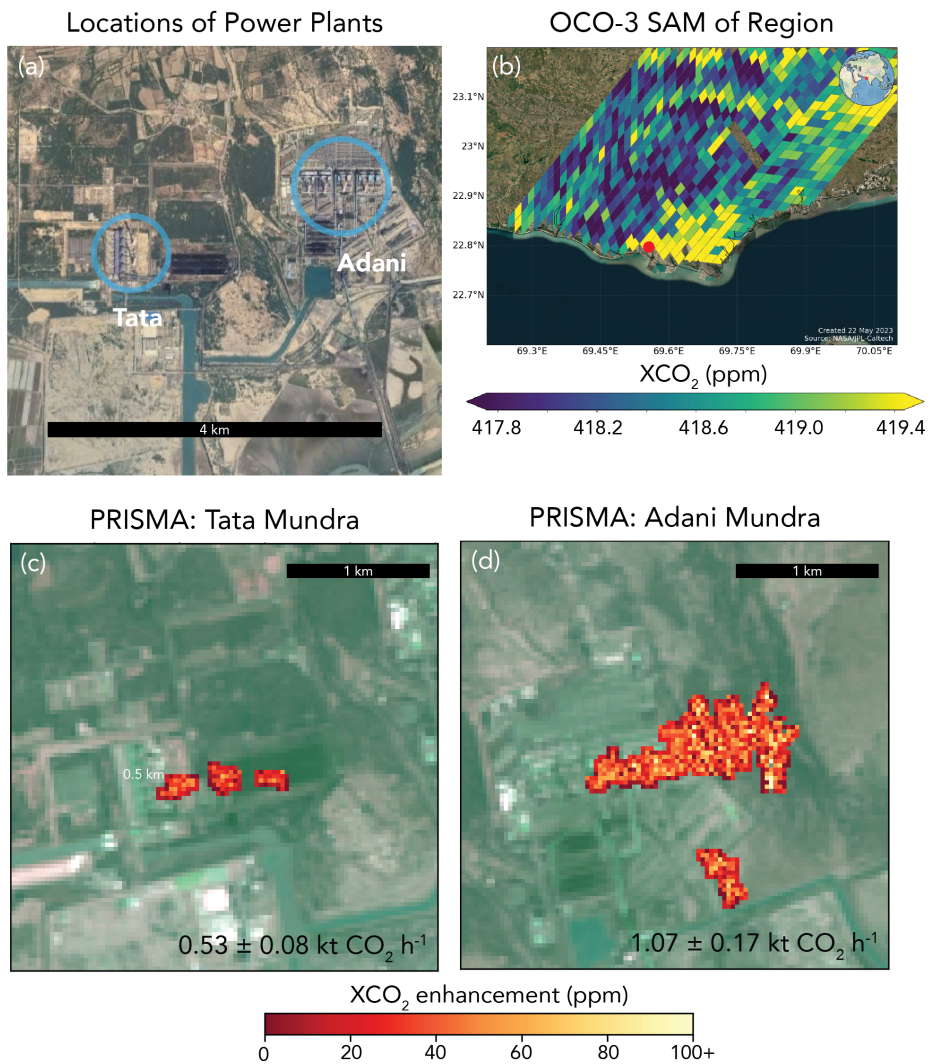 Locations of Power Plants
OCO-3 SAM of Region
(a)
Tata
Adani
4 km
(b)
23.1°N
23°N
22.9°N
22.8°N
22.7°N
69.3°E 69.45°E 69.6°E 69.75°E 69.9°E 70.05°E
Created 22 May 2023
Source: NASA/JPL-Caltech
XCO₂ (ppm)
417.8 418.2 418.6 419.0 419.4
PRISMA: Tata Mundra
PRISMA: Adani Mundra
(c)
1 km
0.5 km
0.53 ± 0.08 kt CO₂ h⁻¹
(d)
1 km
1.07 ± 0.17 kt CO₂ h⁻¹
XCO₂ enhancement (ppm)
0 20 40 60 80 100+